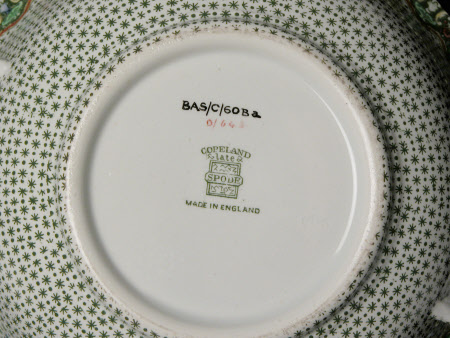 BAS/C/60Ba
COPELAND
Late
SPODE
MADE IN ENGLAND